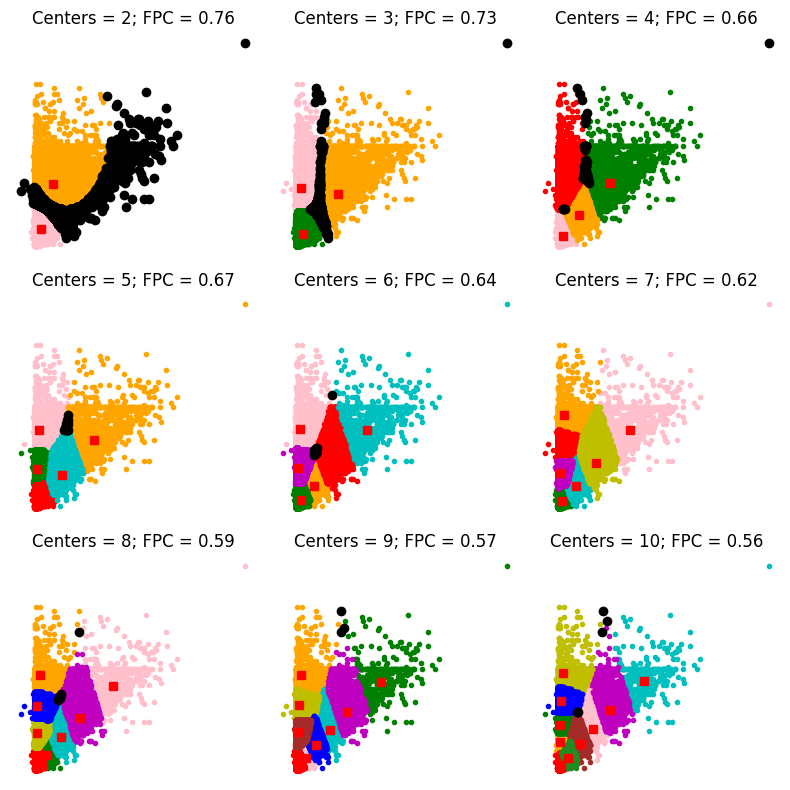 Centers = 2; FPC = 0.76
Centers = 3; FPC = 0.73
Centers = 4; FPC = 0.66
Centers = 5; FPC = 0.67
Centers = 6; FPC = 0.64
Centers = 7; FPC = 0.62
Centers = 8; FPC = 0.59
Centers = 9; FPC = 0.57
Centers = 10; FPC = 0.56